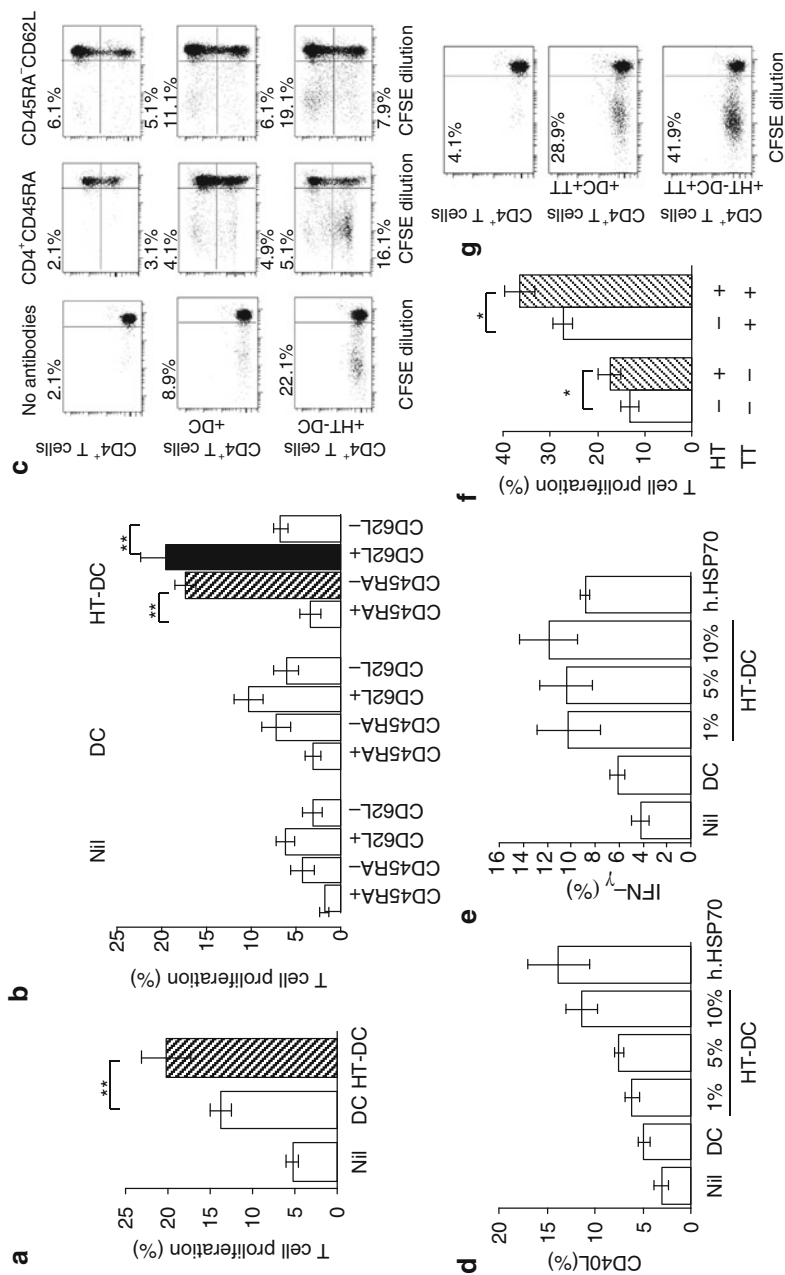 a
T cell proliferation (%)
25
20
15
10
5
0
Nil
DC
HT-DC
**
b
T cell proliferation (%)
25
20
15
10
5
0
Nil
DC
HT-DC
CD45RA+
CD45RA−
CD62L+
CD62L−
CD45RA+
CD45RA−
CD62L+
CD62L−
CD45RA+
CD45RA−
CD62L+
CD62L−
**
**
c
No antibodies
CD4+CD45RA
CD45RA−CD62L
CD4+ T cells
2.1%
2.1%
3.1%
6.1%
5.1%
CD4+ T cells
+DC
8.9%
4.1%
4.9%
11.1%
6.1%
CD4+ T cells
+HT-DC
22.1%
5.1%
16.1%
19.1%
7.9%
CFSE dilution
CFSE dilution
CFSE dilution
d
CD40L(%)
20
15
10
5
0
Nil
DC
1%
5%
10%
h.HSP70
HT-DC
e
IFN−γ (%)
16
14
12
10
8
6
4
2
0
Nil
DC
1%
5%
10%
h.HSP70
HT-DC
f
T cell proliferation (%)
40
30
20
10
0
*
*
HT − + − +
TT − − + +
g
CD4+ T cells
4.1%
CD4+ T cells
+DC+TT
28.9%
CD4+ T cells
+HT-DC+TT
41.9%
CFSE dilution